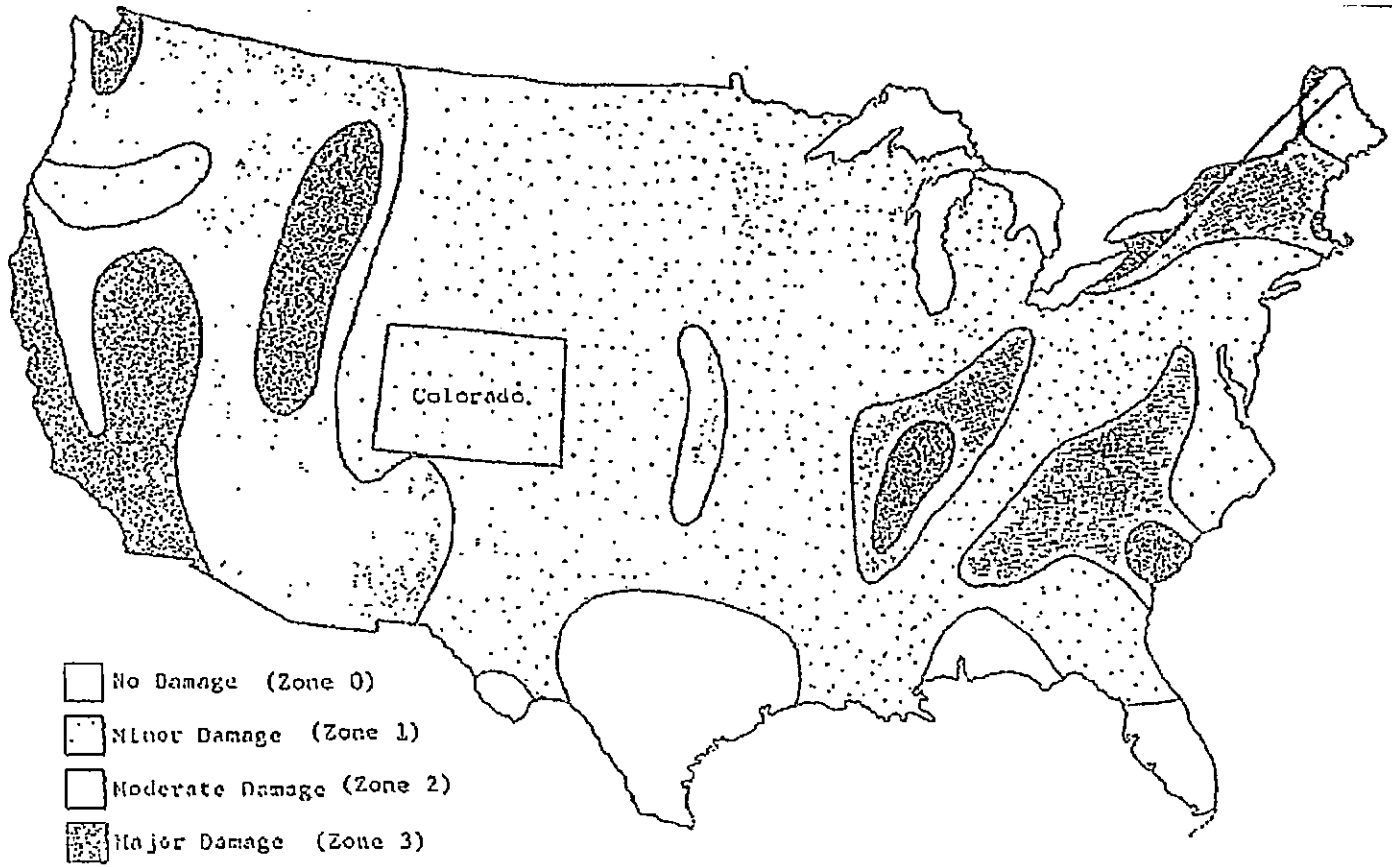 Colorado.
No Damage (Zone 0)
Minor Damage (Zone 1)
Moderate Damage (Zone 2)
Major Damage (Zone 3)